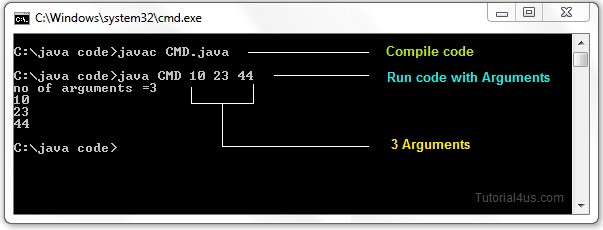 C:\Windows\system32\cmd.exe
C:\java code>javac CMD.java
Compile code
C:\java code>java CMD 10 23 44
Run code with Arguments
no of arguments =3
10
23
44
3 Arguments
C:\java code>
Tutorial4us.com